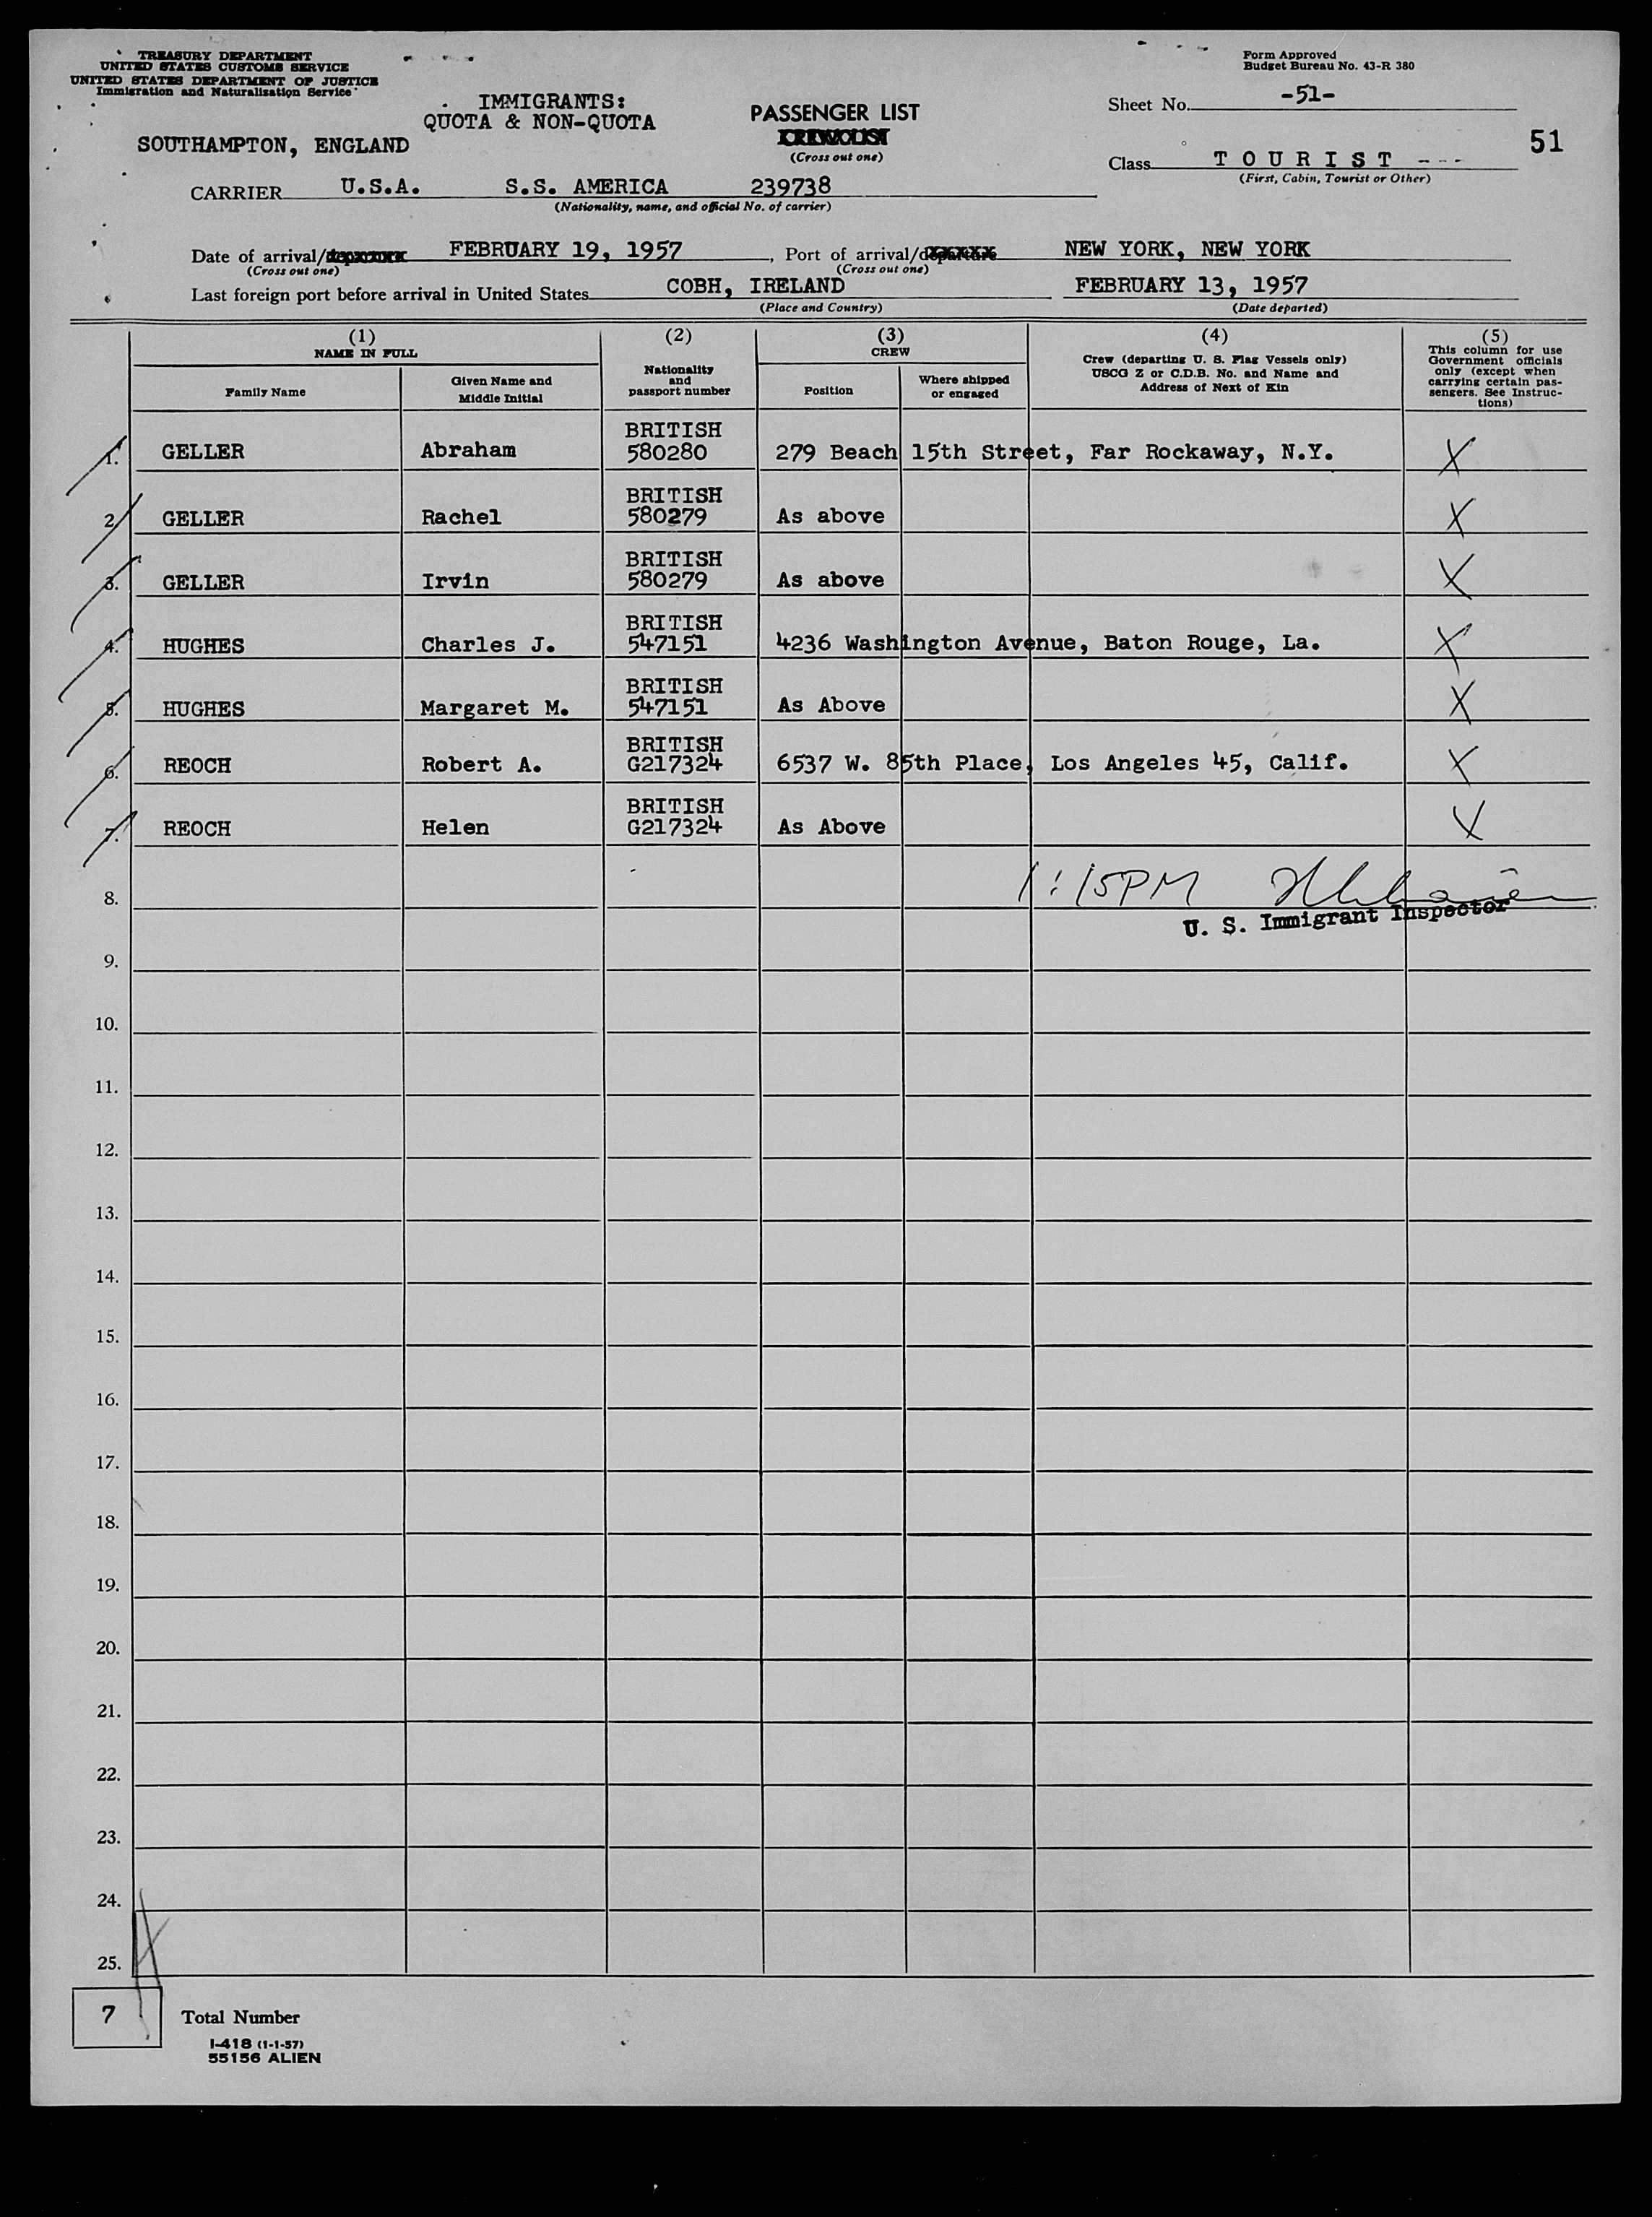 TREASURY DEPARTMENT
UNITED STATES CUSTOMS SERVICE
UNITED STATES DEPARTMENT OF JUSTICE
Immigration and Naturalization Service
Form Approved
Budget Bureau No. 43-R 380
IMMIGRANTS:
QUOTA & NON-QUOTA
PASSENGER LIST
CREW LIST
(Cross out one)
Sheet No. -51-
51
SOUTHAMPTON, ENGLAND
Class T O U R I S T ---
(First, Cabin, Tourist or Other)
CARRIER U.S.A. S.S. AMERICA 239738
(Nationality, name, and official No. of carrier)
Date of arrival/departure FEBRUARY 19, 1957, Port of arrival/departure NEW YORK, NEW YORK
(Cross out one) (Cross out one)
Last foreign port before arrival in United States COBH, IRELAND FEBRUARY 13, 1957
(Place and Country) (Date departed)
(1) (2) (3) (4) (5)
NAME IN FULL
Family Name
Given Name and
Middle Initial
Nationality
and
passport number
CREW
Position
Where shipped
or engaged
Crew (departing U. S. Flag Vessels only)
USCG Z or C.D.B. No. and Name and
Address of Next of Kin
This column for use
Government officials
only (except when
carrying certain pas-
sengers. See Instruc-
tions)
1. GELLER Abraham BRITISH 580280 279 Beach 15th Street, Far Rockaway, N.Y. X
2. GELLER Rachel BRITISH 580279 As above X
3. GELLER Irvin BRITISH 580279 As above X
4. HUGHES Charles J. BRITISH 547151 4236 Washington Avenue, Baton Rouge, La. X
5. HUGHES Margaret M. BRITISH 547151 As Above X
6. REOCH Robert A. BRITISH G217324 6537 W. 85th Place, Los Angeles 45, Calif. X
7. REOCH Helen BRITISH G217324 As Above X
8. 1:15PM
U. S. Immigrant Inspector
9.
10.
11.
12.
13.
14.
15.
16.
17.
18.
19.
20.
21.
22.
23.
24.
25.
7 Total Number
I-418 (1-1-57)
55156 ALIEN